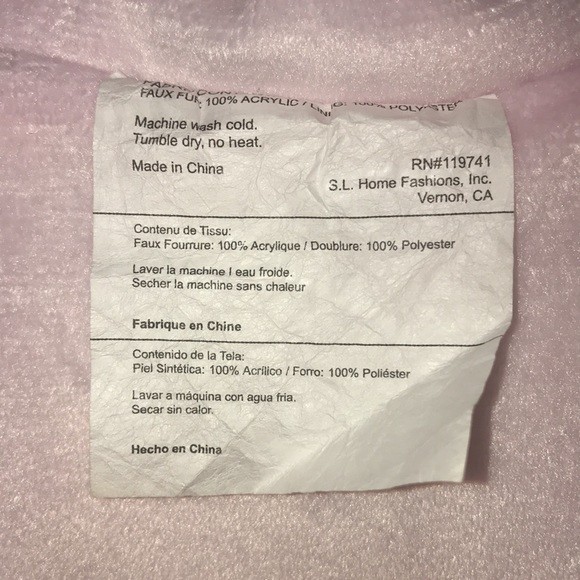 FAUX FUR: 100% ACRYLIC / LINING: 100% POLYESTER
Machine wash cold.
Tumble dry, no heat.
Made in China
RN#119741
S.L. Home Fashions, Inc.
Vernon, CA
Contenu de Tissu:
Faux Fourrure: 100% Acrylique / Doublure: 100% Polyester
Laver la machine l eau froide.
Secher la machine sans chaleur
Fabrique en Chine
Contenido de la Tela:
Piel Sintética: 100% Acrílico / Forro: 100% Poliéster
Lavar a máquina con agua fria.
Secar sin calor.
Hecho en China